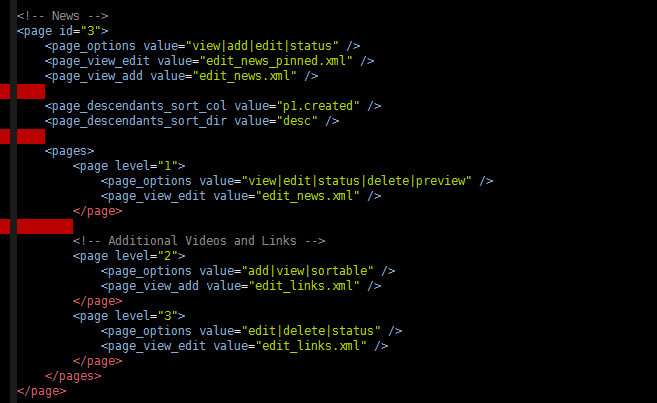 <!-- News -->
<page id="3">
    <page_options value="view|add|edit|status" />
    <page_view_edit value="edit_news_pinned.xml" />
    <page_view_add value="edit_news.xml" />
    <page_descendants_sort_col value="p1.created" />
    <page_descendants_sort_dir value="desc" />
    <pages>
        <page level="1">
            <page_options value="view|edit|status|delete|preview" />
            <page_view_edit value="edit_news.xml" />
        </page>
        <!-- Additional Videos and Links -->
        <page level="2">
            <page_options value="add|view|sortable" />
            <page_view_add value="edit_links.xml" />
        </page>
        <page level="3">
            <page_options value="edit|delete|status" />
            <page_view_edit value="edit_links.xml" />
        </page>
    </pages>
</page>